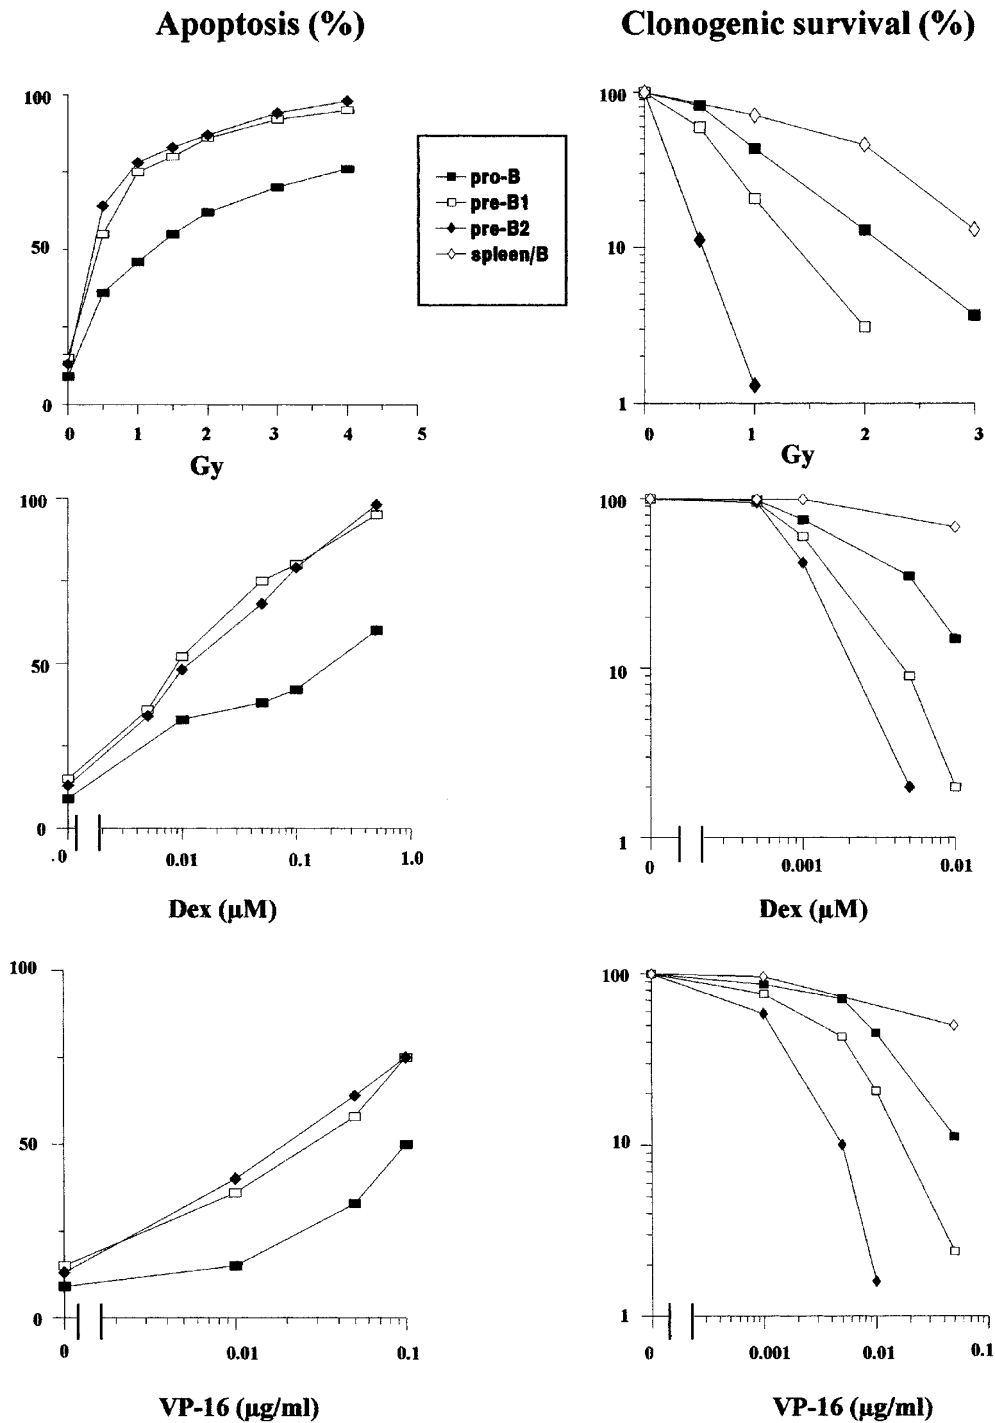 Apoptosis (%)
Clonogenic survival (%)
100
50
0
0 1 2 3 4 5
Gy
pro-B
pre-B1
pre-B2
spleen/B
100
10
1
0 1 2 3
Gy
100
50
0
.0 0.01 0.1 1.0
Dex (µM)
100
10
1
0 0.001 0.01
Dex (µM)
100
50
0
0 0.01 0.1
VP-16 (µg/ml)
100
10
1
0 0.001 0.01 0.1
VP-16 (µg/ml)